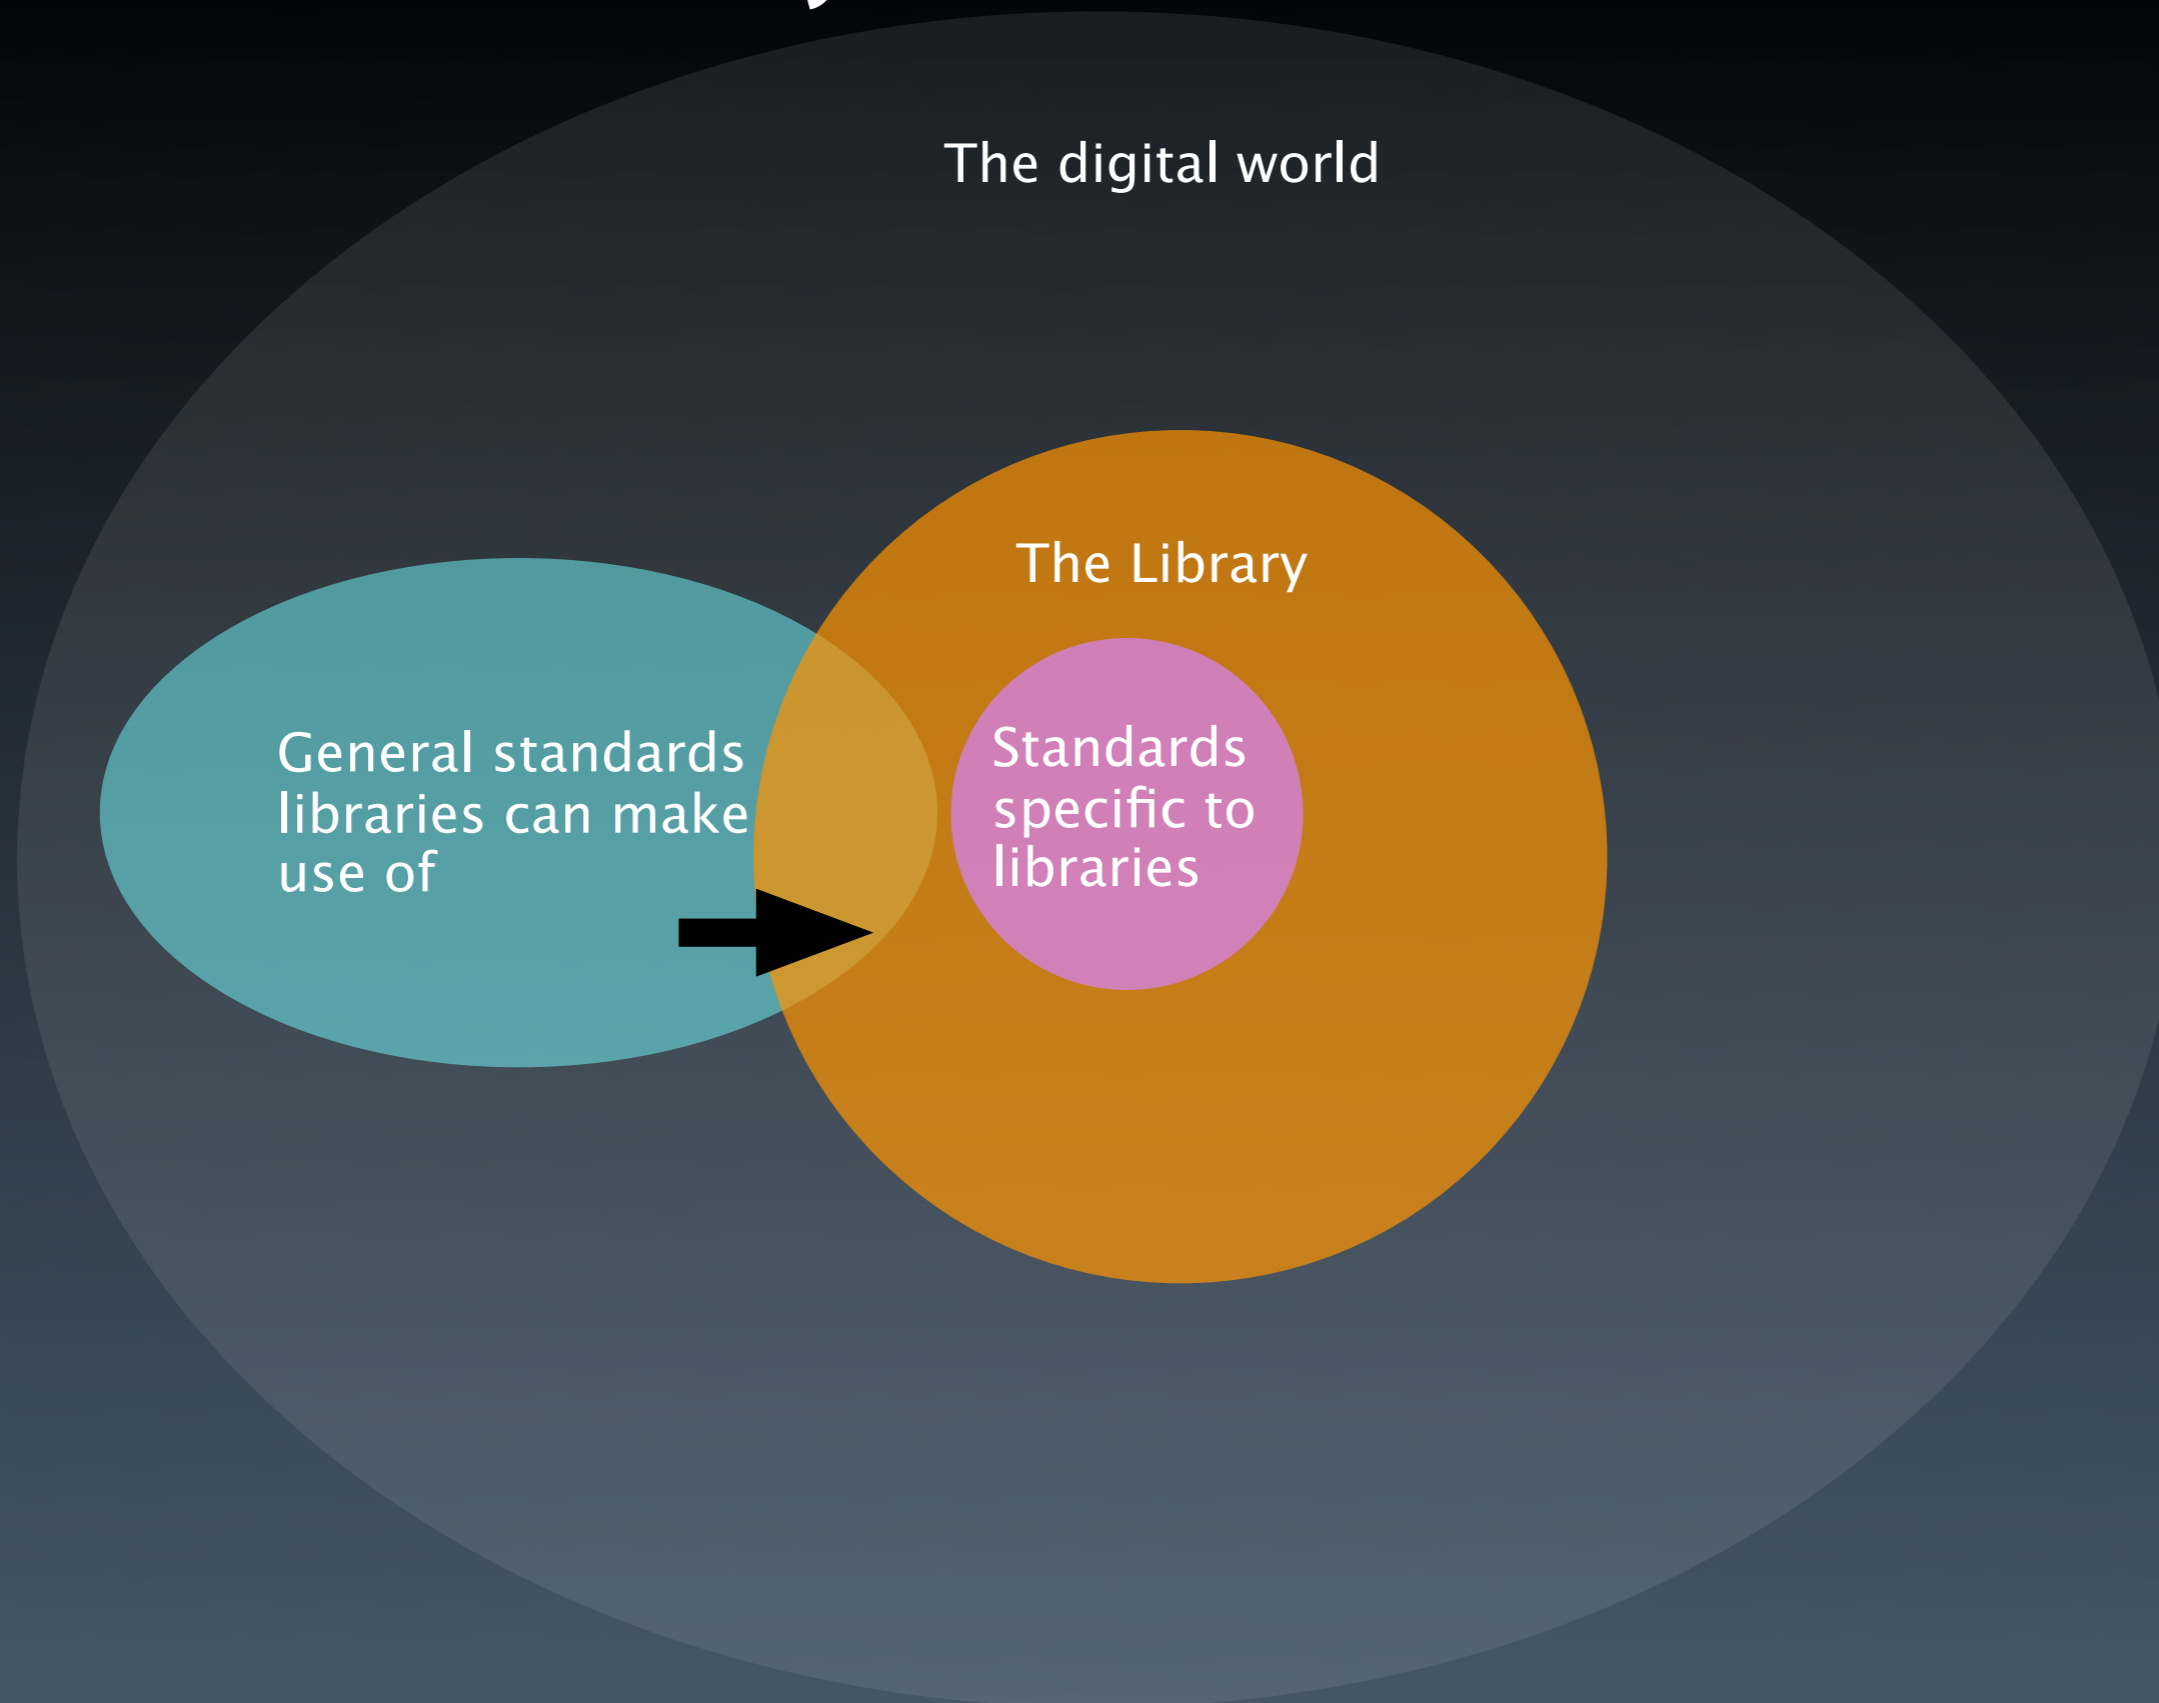 The digital world
The Library
General standards
libraries can make
use of
Standards
specific to
libraries